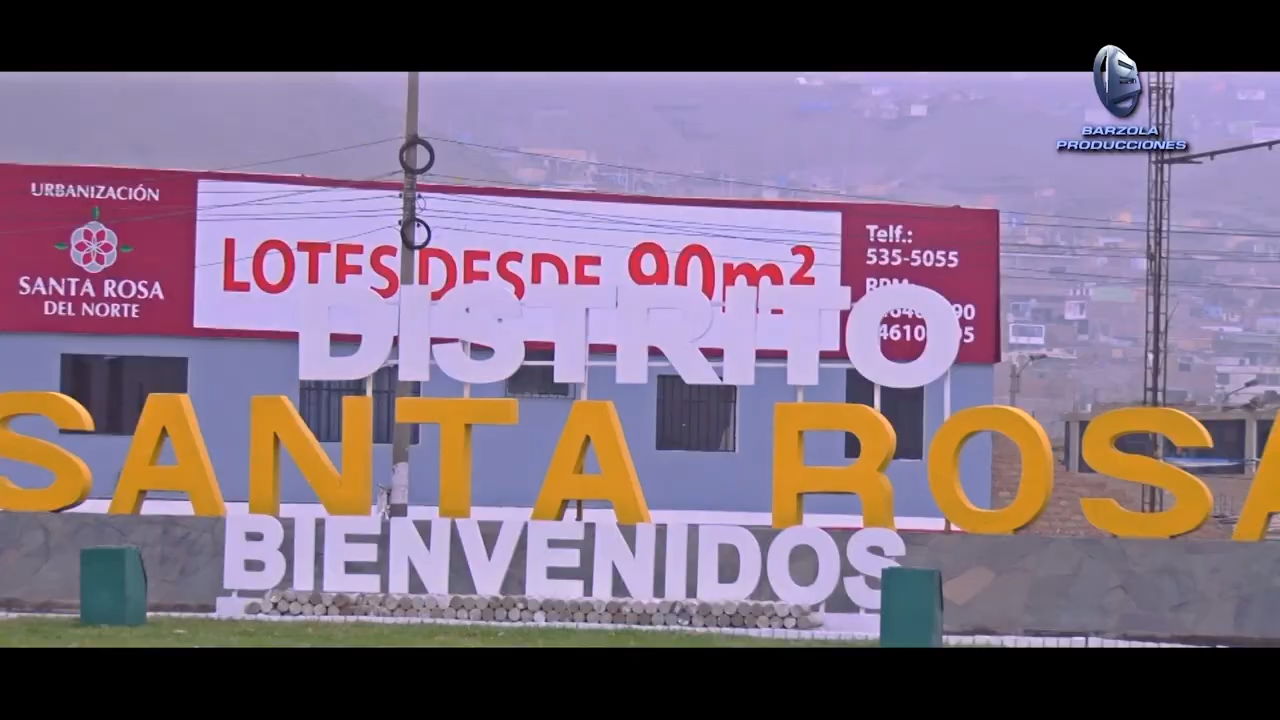 BARZOLA
PRODUCCIONES
URBANIZACIÓN
SANTA ROSA
DEL NORTE
LOTES DESDE 90m²
Telf.:
535-5055
DISTRITO
SANTA ROSA
BIENVENIDOS